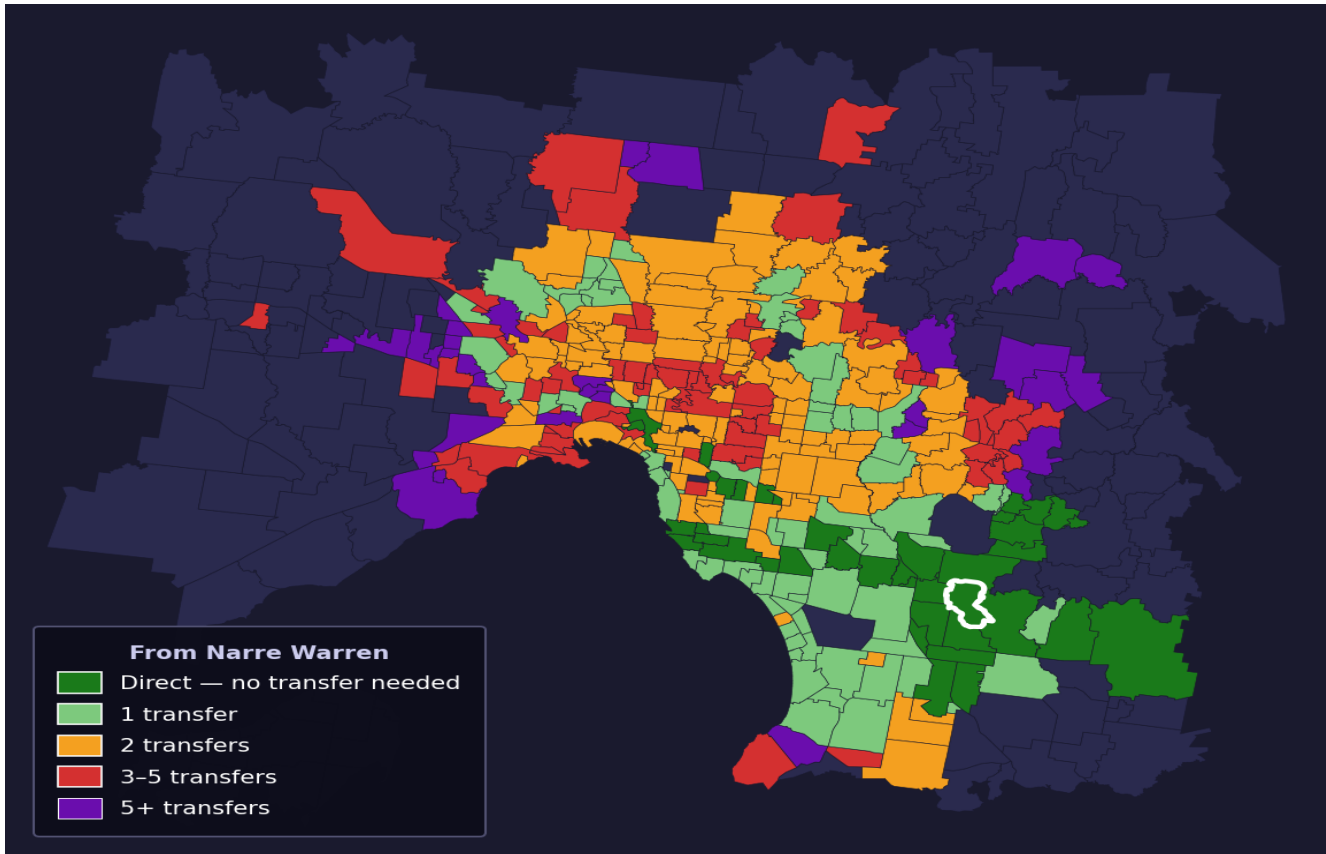 From Narre Warren
Direct — no transfer needed
1 transfer
2 transfers
3–5 transfers
5+ transfers